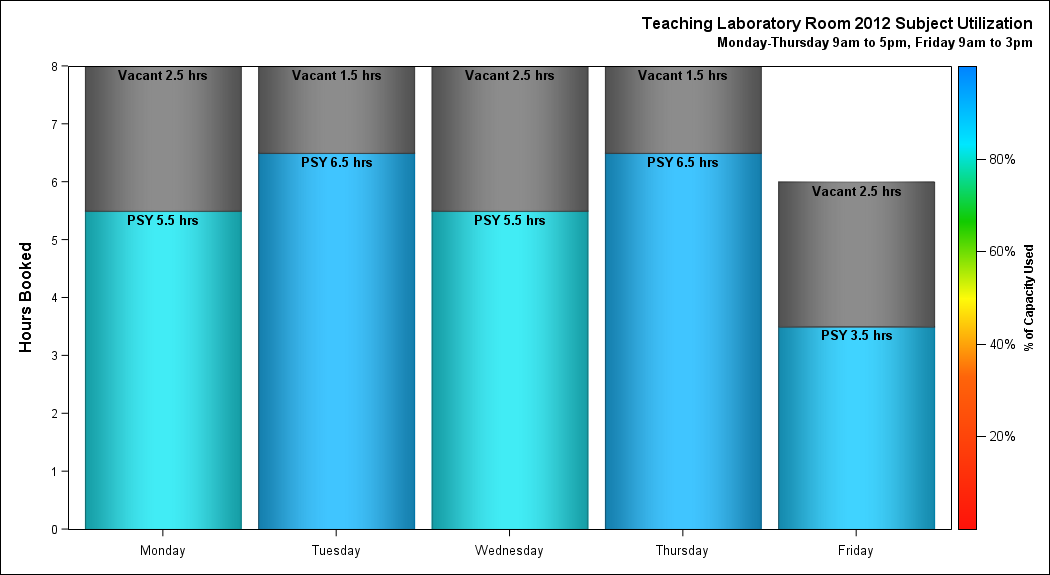 Teaching Laboratory Room 2012 Subject Utilization
Monday-Thursday 9am to 5pm, Friday 9am to 3pm
Hours Booked
8
7
6
5
4
3
2
1
0
Vacant 2.5 hrs
PSY 5.5 hrs
Vacant 1.5 hrs
PSY 6.5 hrs
Vacant 2.5 hrs
PSY 5.5 hrs
Vacant 1.5 hrs
PSY 6.5 hrs
Vacant 2.5 hrs
PSY 3.5 hrs
Monday
Tuesday
Wednesday
Thursday
Friday
80%
60%
40%
20%
% of Capacity Used